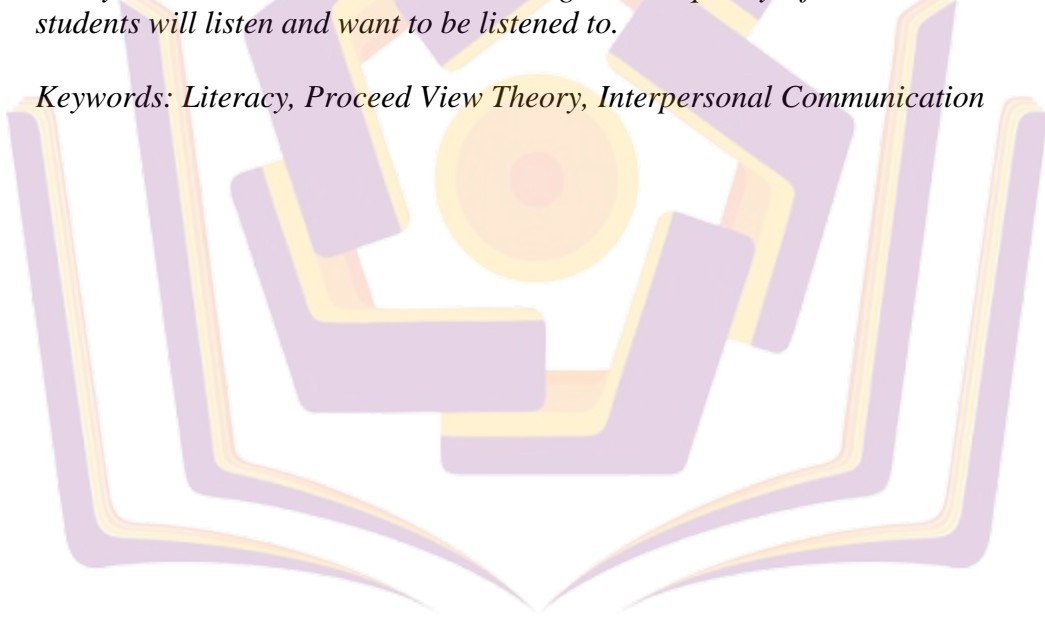 students will listen and want to be listened to.
Keywords: Literacy, Proceed View Theory, Interpersonal Communication